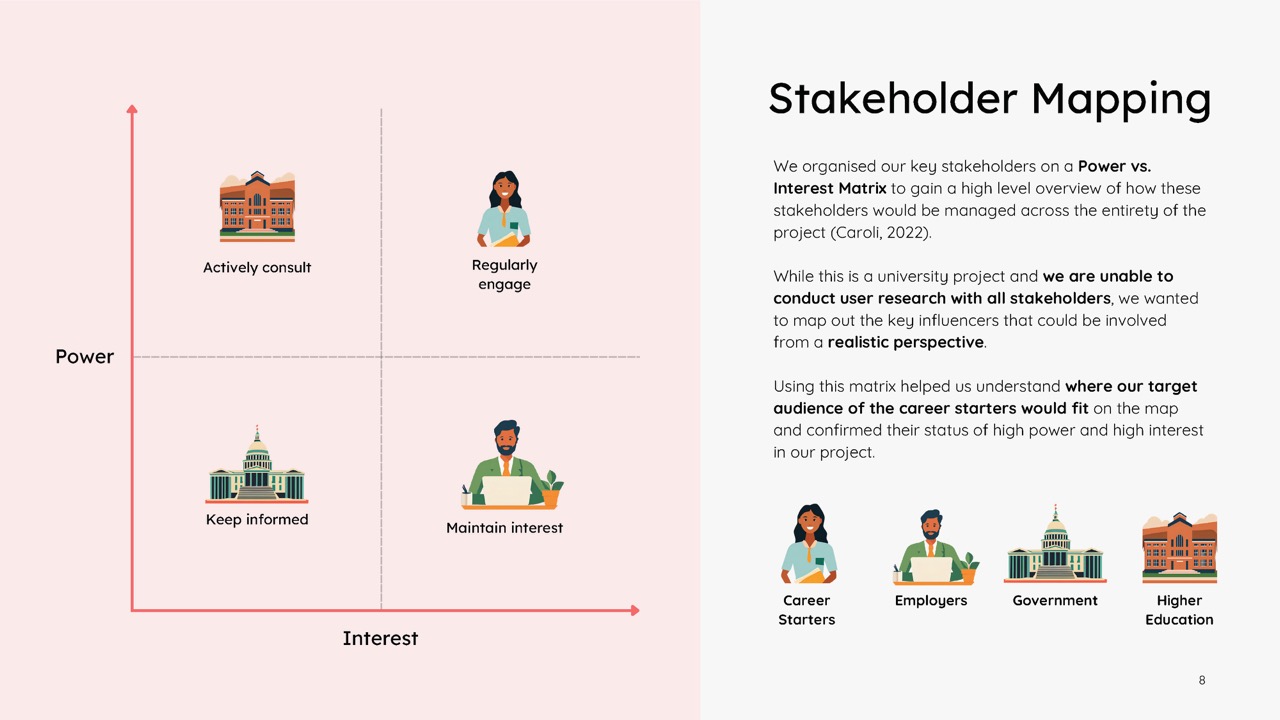 Stakeholder Mapping
We organised our key stakeholders on a Power vs.
Interest Matrix to gain a high level overview of how these
stakeholders would be managed across the entirety of the
project (Caroli, 2022).
While this is a university project and we are unable to
conduct user research with all stakeholders, we wanted
to map out the key influencers that could be involved
from a realistic perspective.
Using this matrix helped us understand where our target
audience of the career starters would fit on the map
and confirmed their status of high power and high interest
in our project.
Actively consult
Regularly
engage
Power
Keep informed
Maintain interest
Interest
Career
Starters
Employers
Government
Higher
Education
8